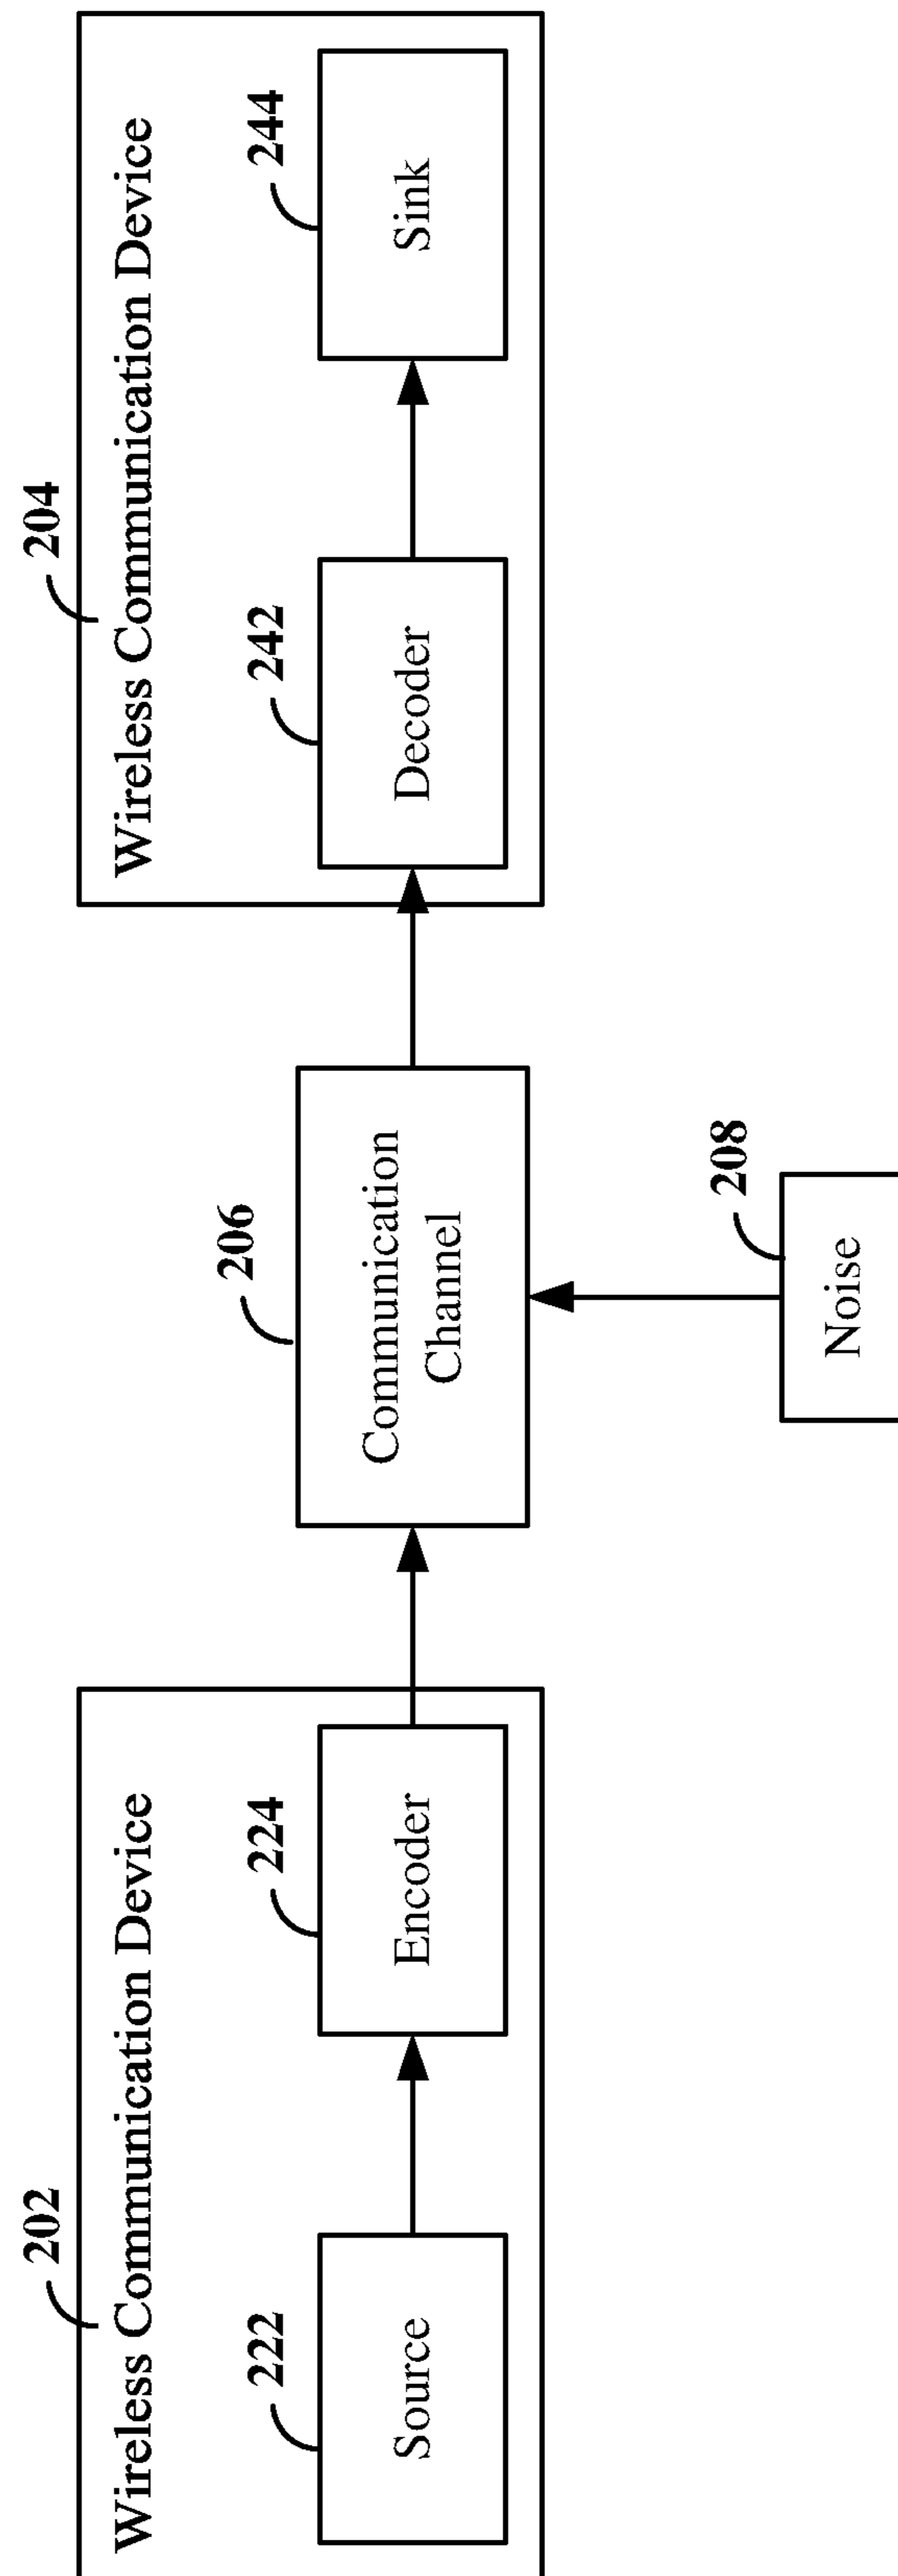 202
Wireless Communication Device
222
Source
224
Encoder
206
Communication
Channel
208
Noise
204
Wireless Communication Device
242
Decoder
244
Sink